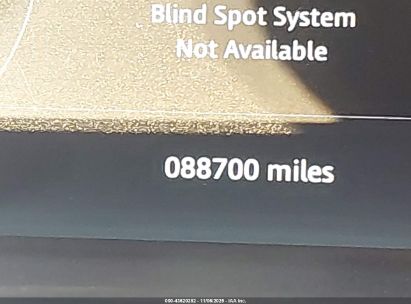 Blind Spot System
Not Available
088700 miles